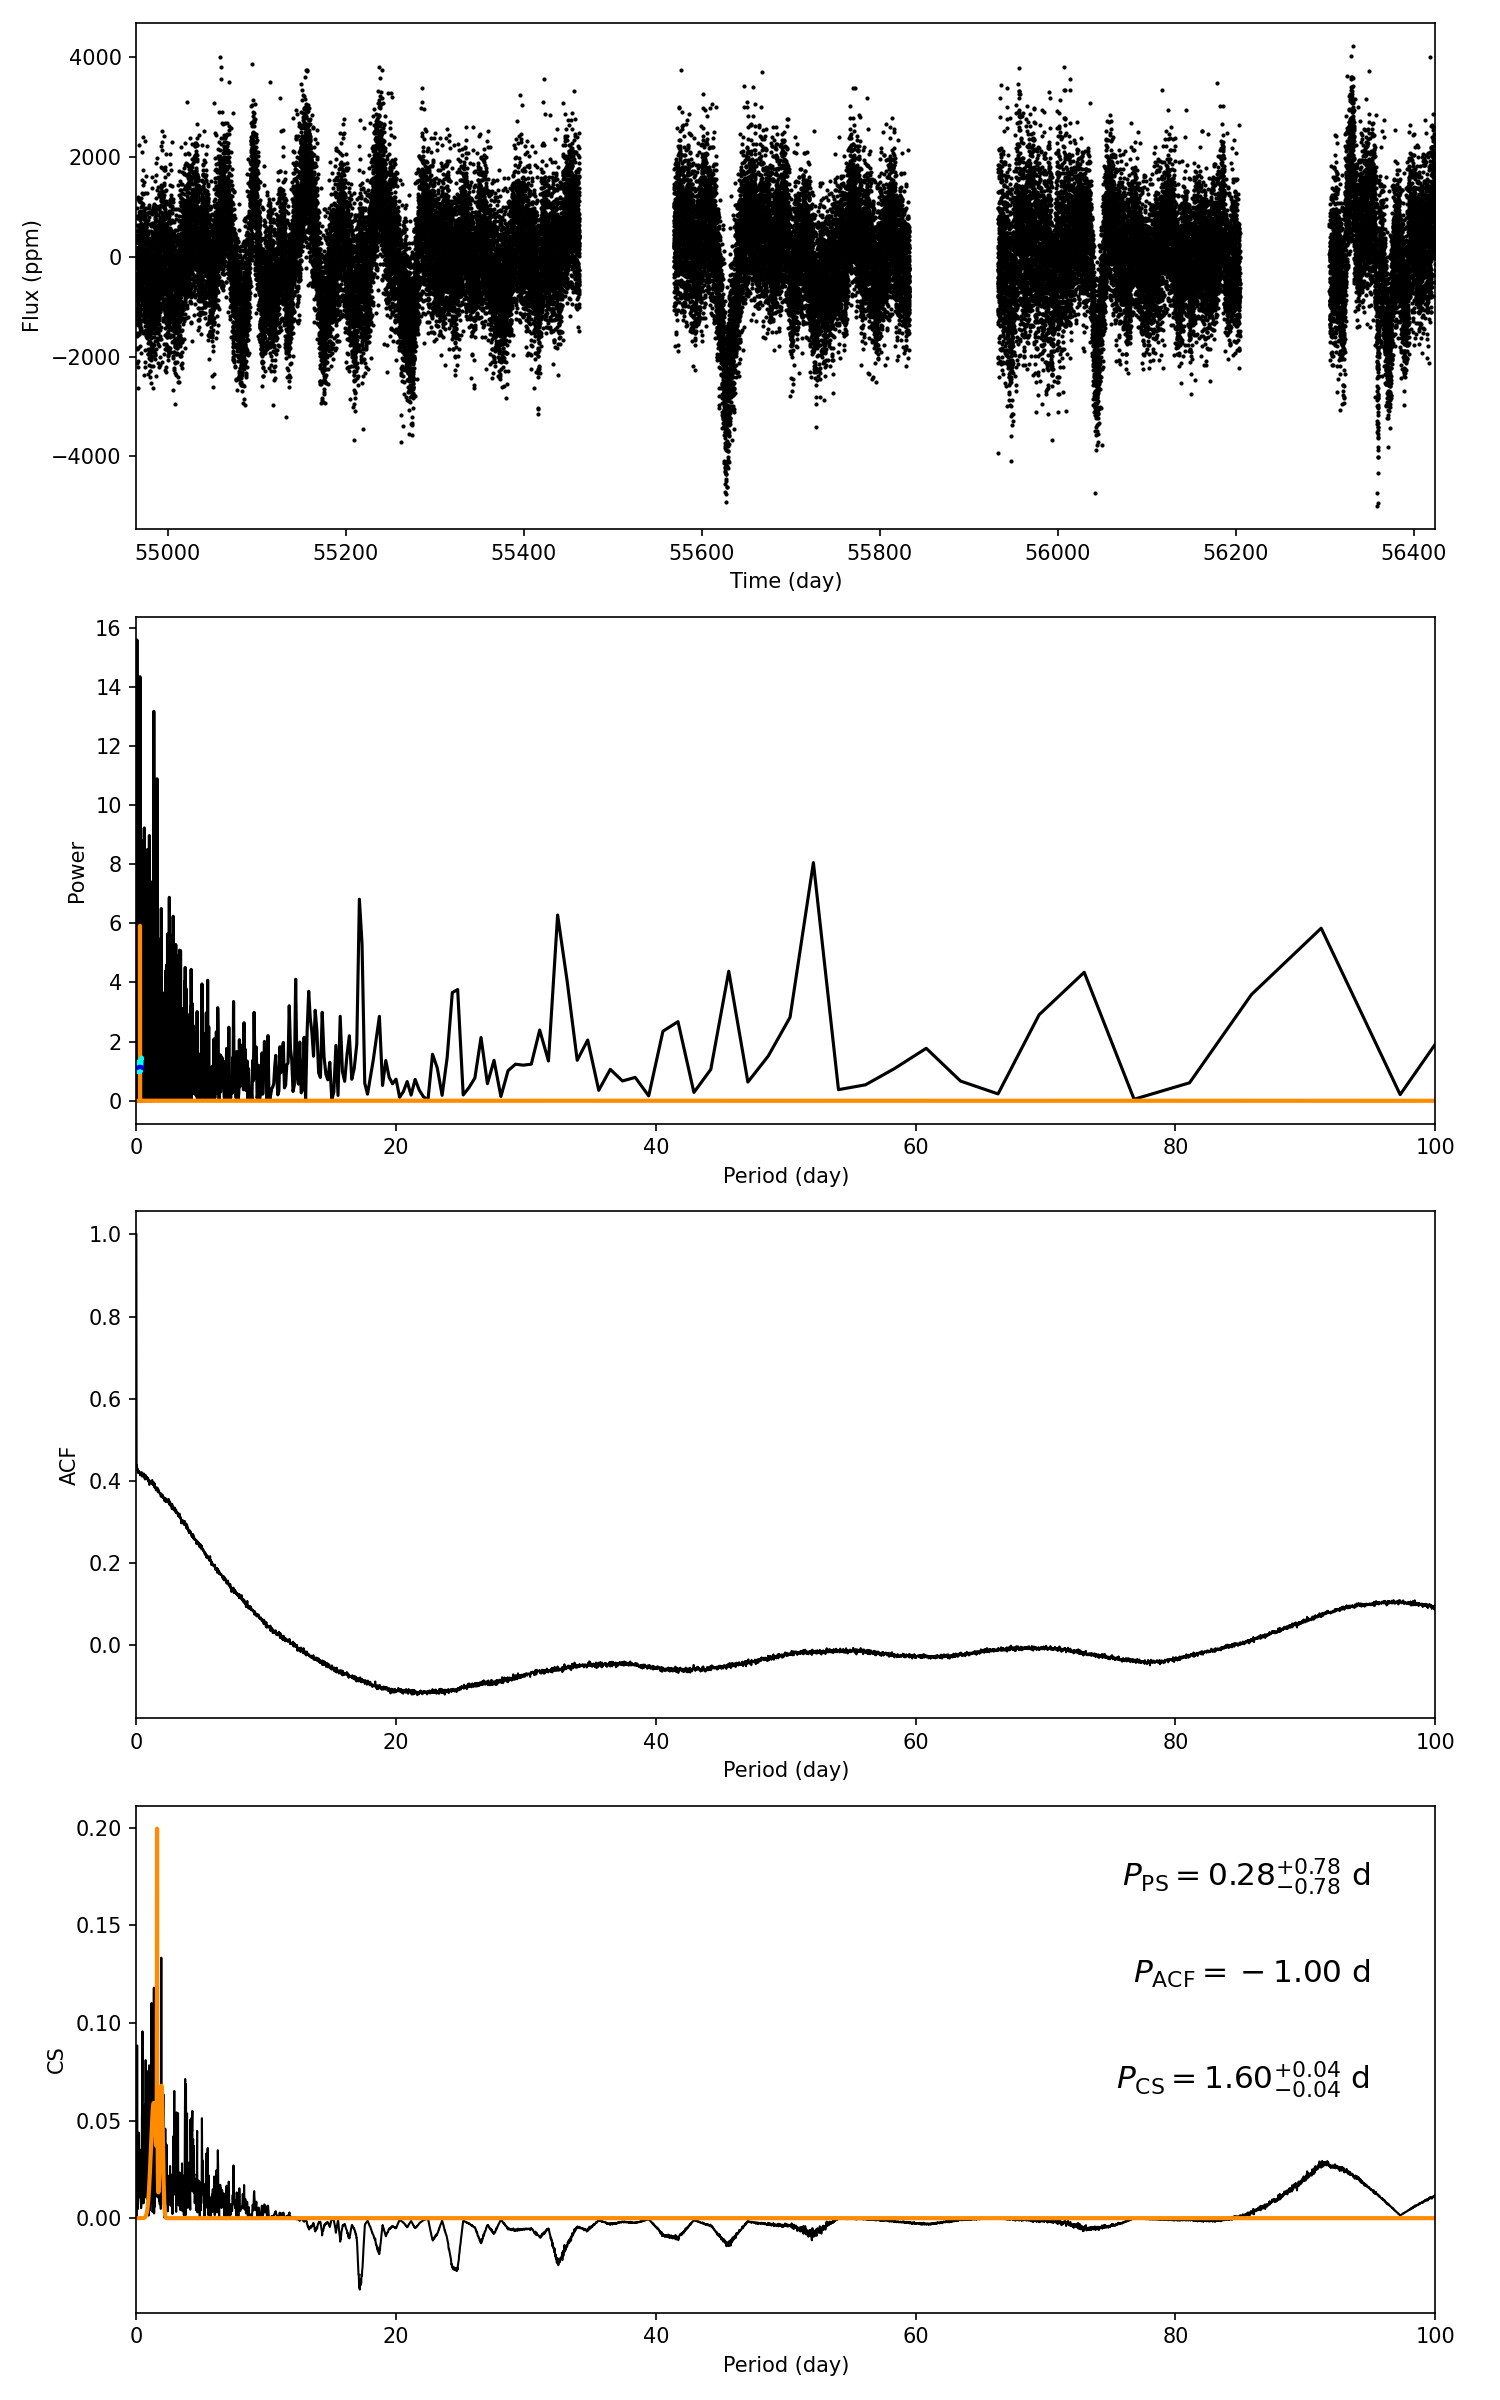 4000
2000
0
−2000
−4000
Flux (ppm)
55000 55200 55400 55600 55800 56000 56200 56400
Time (day)
16
14
12
10
8
6
4
2
0
Power
0 20 40 60 80 100
Period (day)
1.0
0.8
0.6
0.4
0.2
0.0
ACF
0 20 40 60 80 100
Period (day)
0.20
0.15
0.10
0.05
0.00
CS
P_PS = 0.28 +0.78 −0.78 d
P_ACF = − 1.00 d
P_CS = 1.60 +0.04 −0.04 d
0 20 40 60 80 100
Period (day)